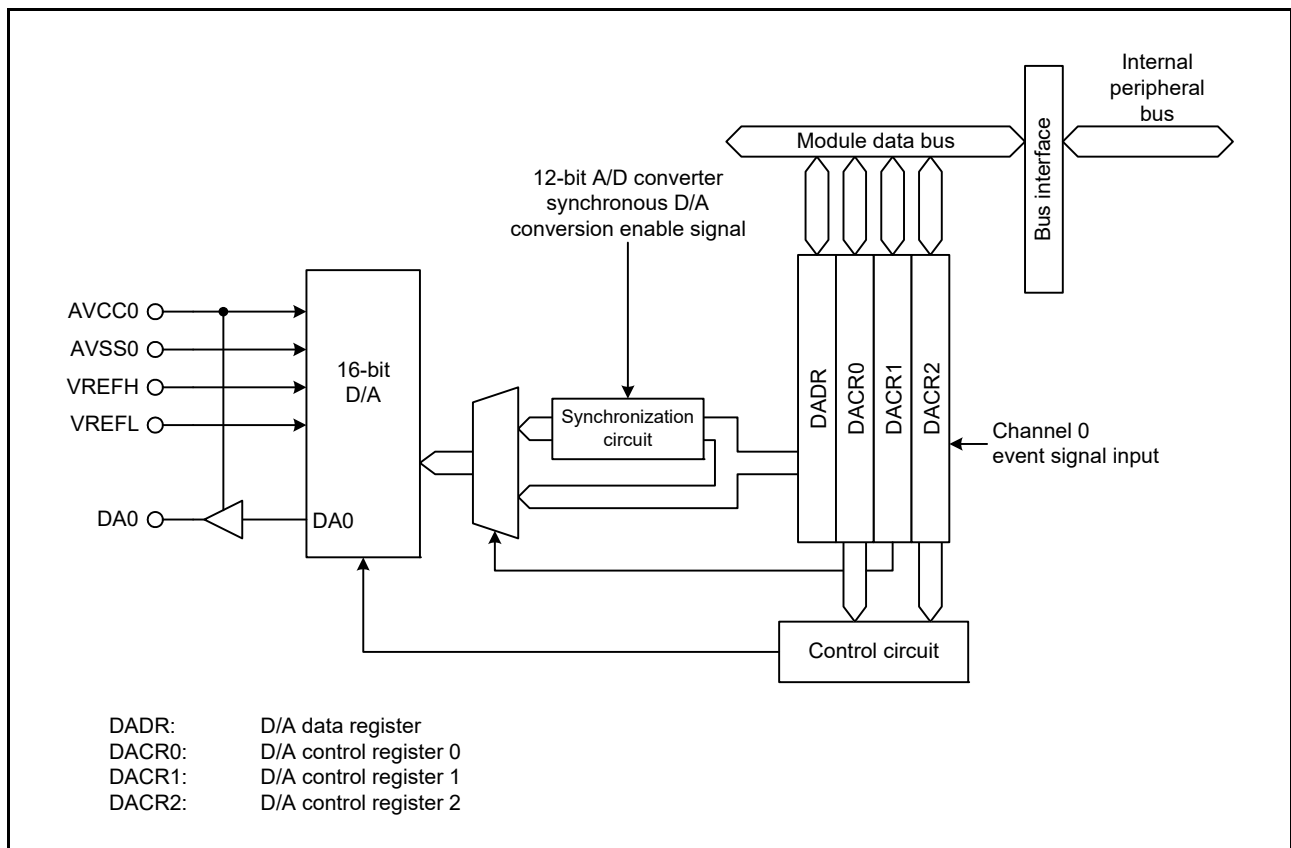 Internal
peripheral
bus
Module data bus
Bus interface
12-bit A/D converter
synchronous D/A
conversion enable signal
AVCC0
AVSS0
VREFH
VREFL
DA0
16-bit
D/A
DA0
Synchronization
circuit
DADR
DACR0
DACR1
DACR2
Channel 0
event signal input
Control circuit
DADR: D/A data register
DACR0: D/A control register 0
DACR1: D/A control register 1
DACR2: D/A control register 2